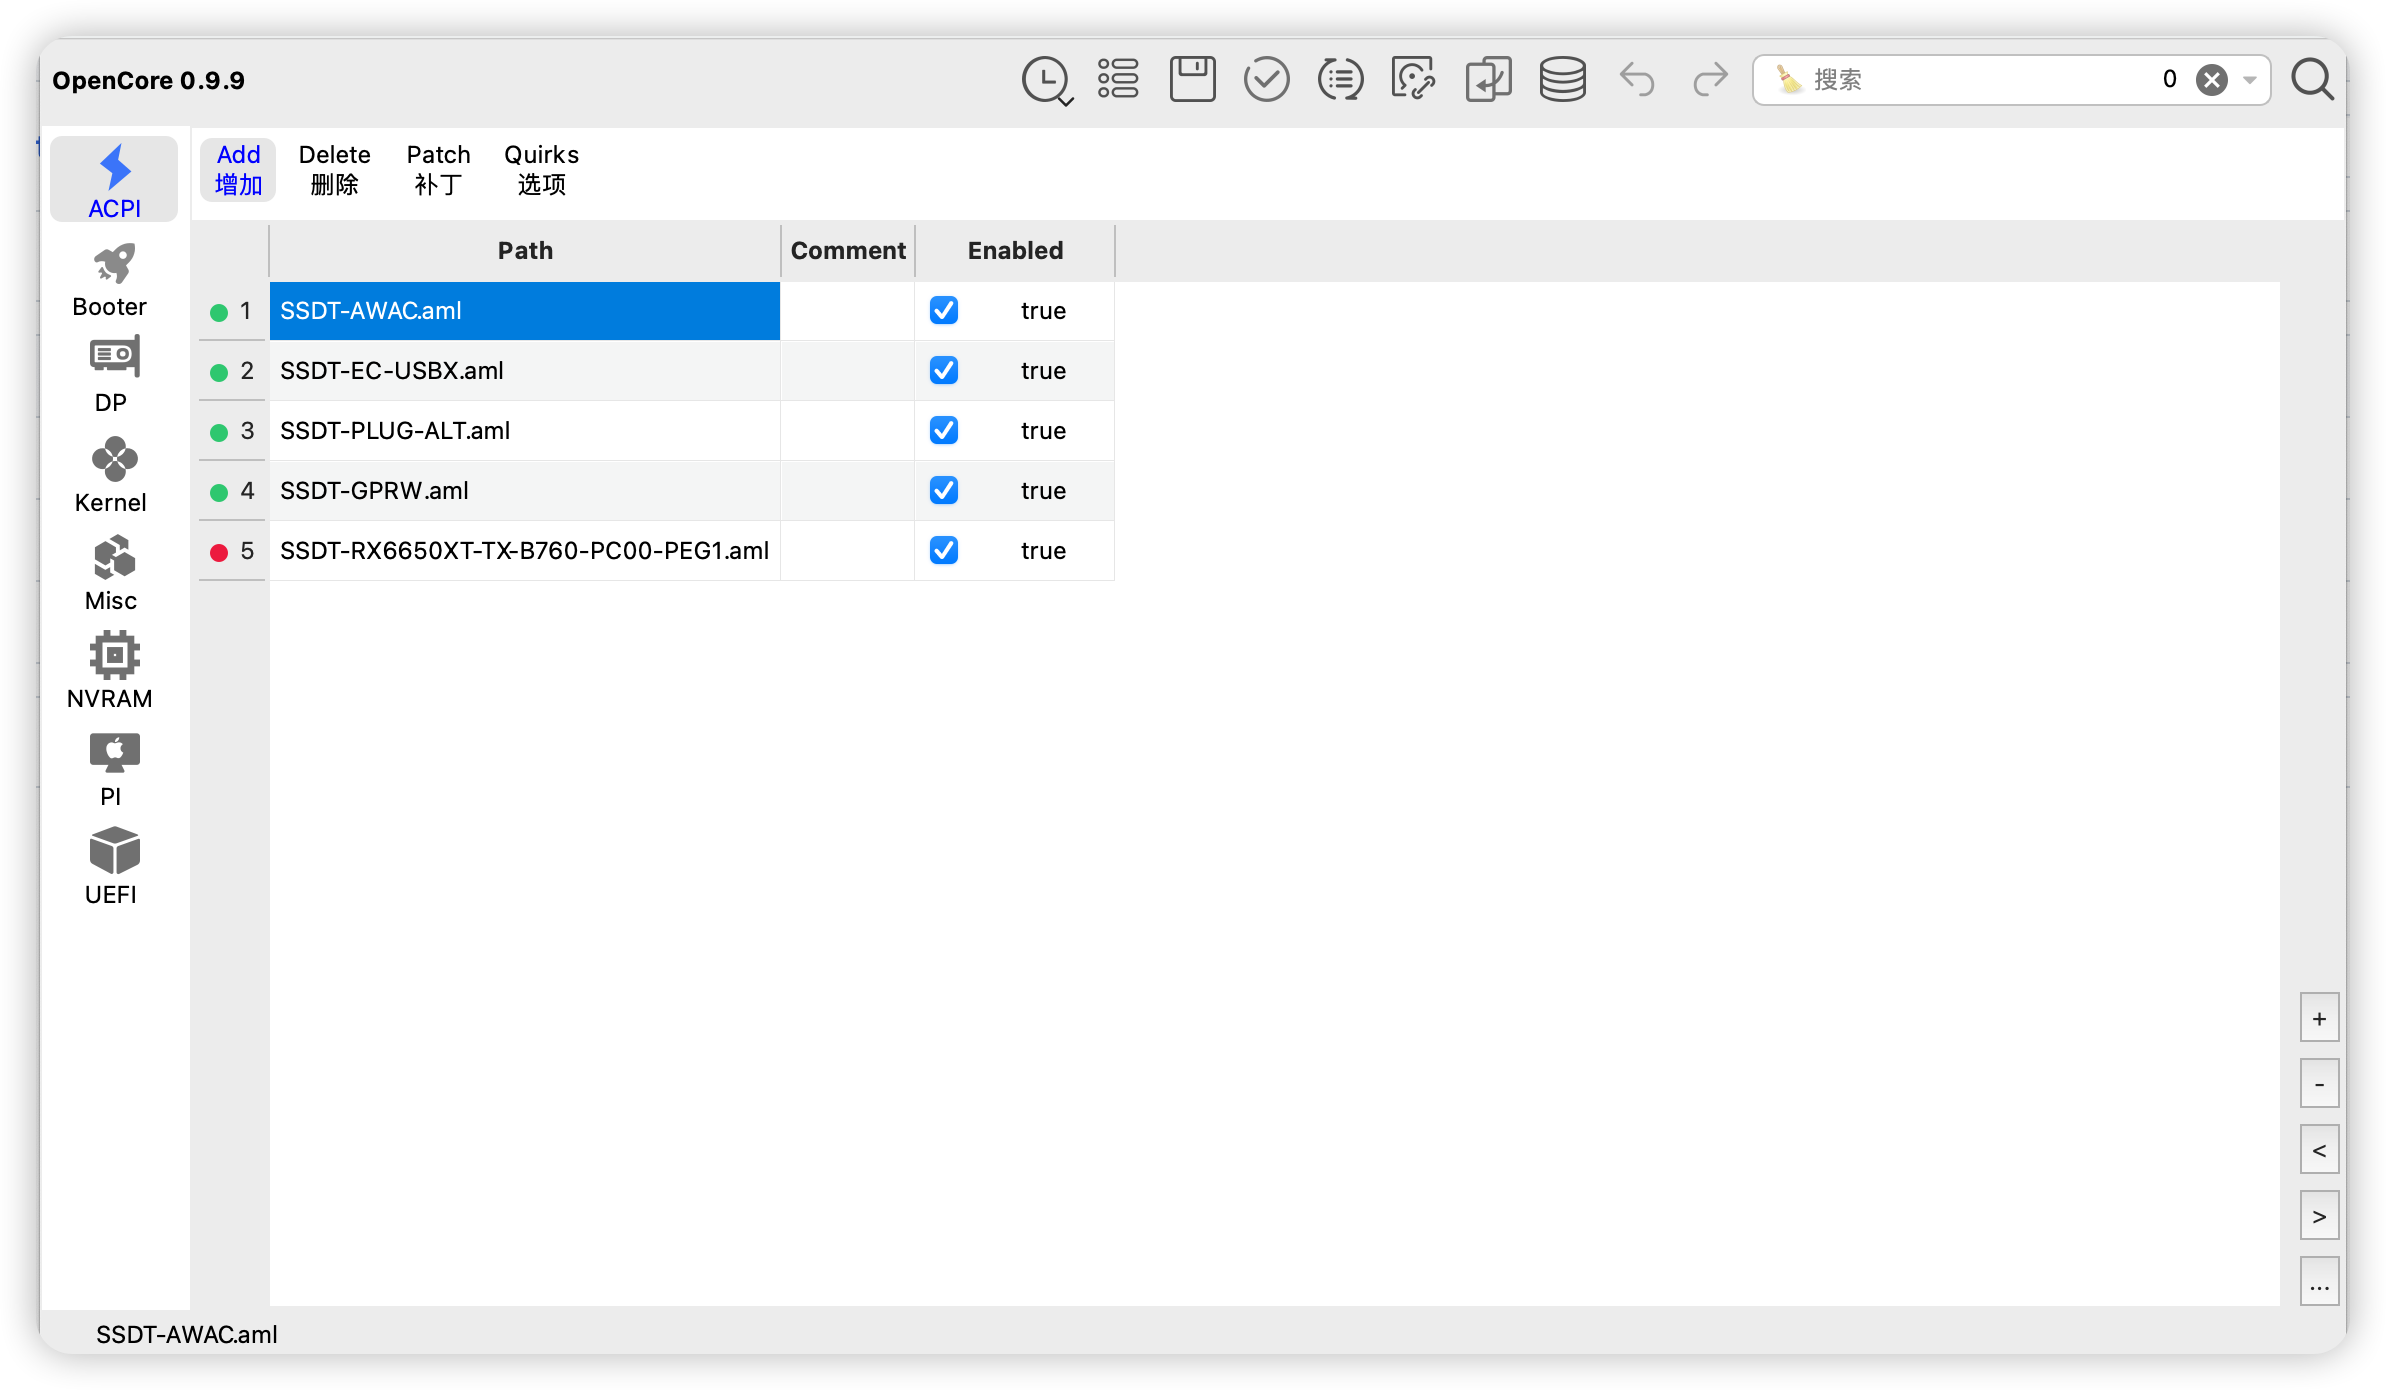 OpenCore 0.9.9
搜索 0
Add Delete Patch Quirks
增加 删除 补丁 选项
ACPI
Booter
DP
Kernel
Misc
NVRAM
PI
UEFI
Path Comment Enabled
1 SSDT-AWAC.aml true
2 SSDT-EC-USBX.aml true
3 SSDT-PLUG-ALT.aml true
4 SSDT-GPRW.aml true
5 SSDT-RX6650XT-TX-B760-PC00-PEG1.aml true
+
-
<
>
...
SSDT-AWAC.aml